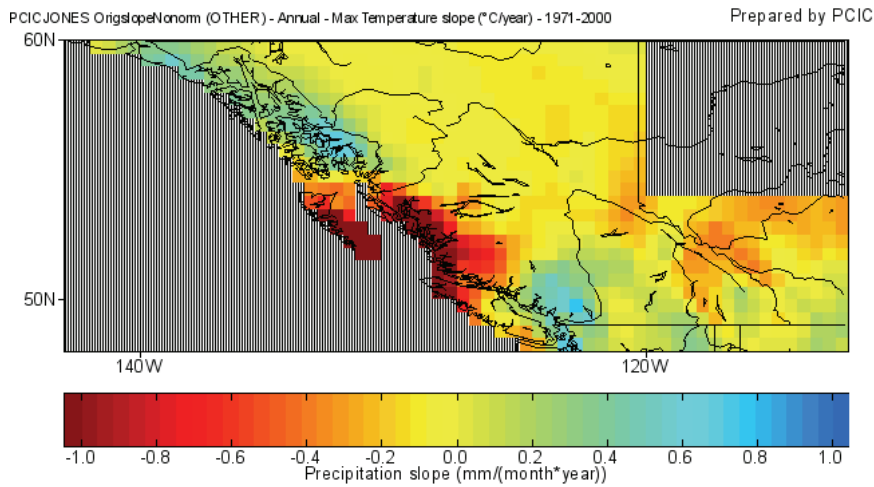 PCICJONES OrigslopeNonorm (OTHER) - Annual - Max Temperature slope (°C/year) - 1971-2000
Prepared by PCIC
60N
50N
140W 120W
-1.0 -0.8 -0.6 -0.4 -0.2 0.0 0.2 0.4 0.6 0.8 1.0
Precipitation slope (mm/(month*year))